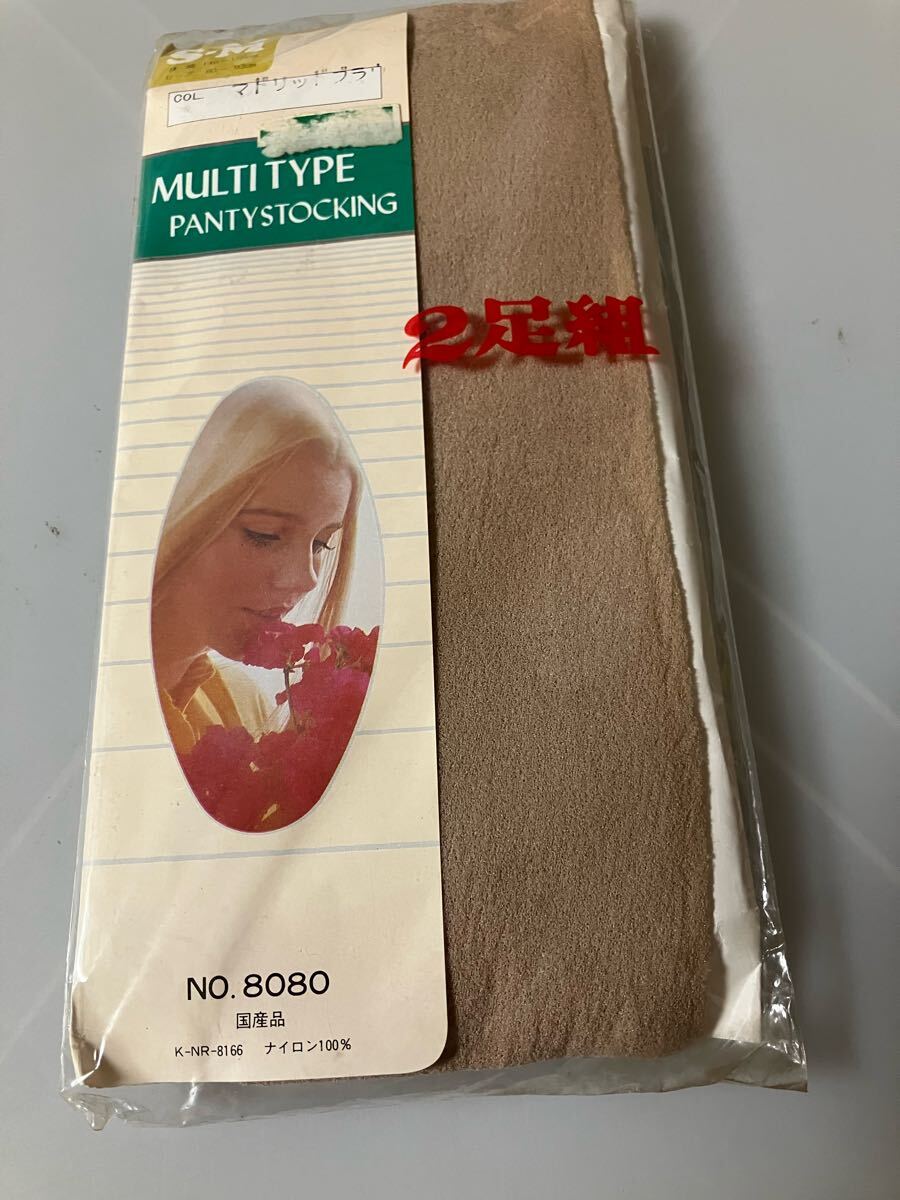 S-M
COL. マドリッドブラウ
MULTI TYPE
PANTYSTOCKING
2足組
NO. 8080
国産品
K-NR-8166 ナイロン100%